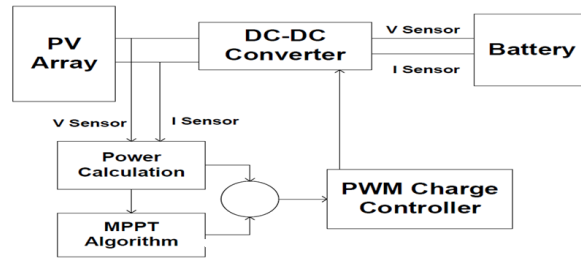 PV
Array
DC-DC
Converter
V Sensor
I Sensor
Battery
V Sensor
I Sensor
Power
Calculation
MPPT
Algorithm
PWM Charge
Controller